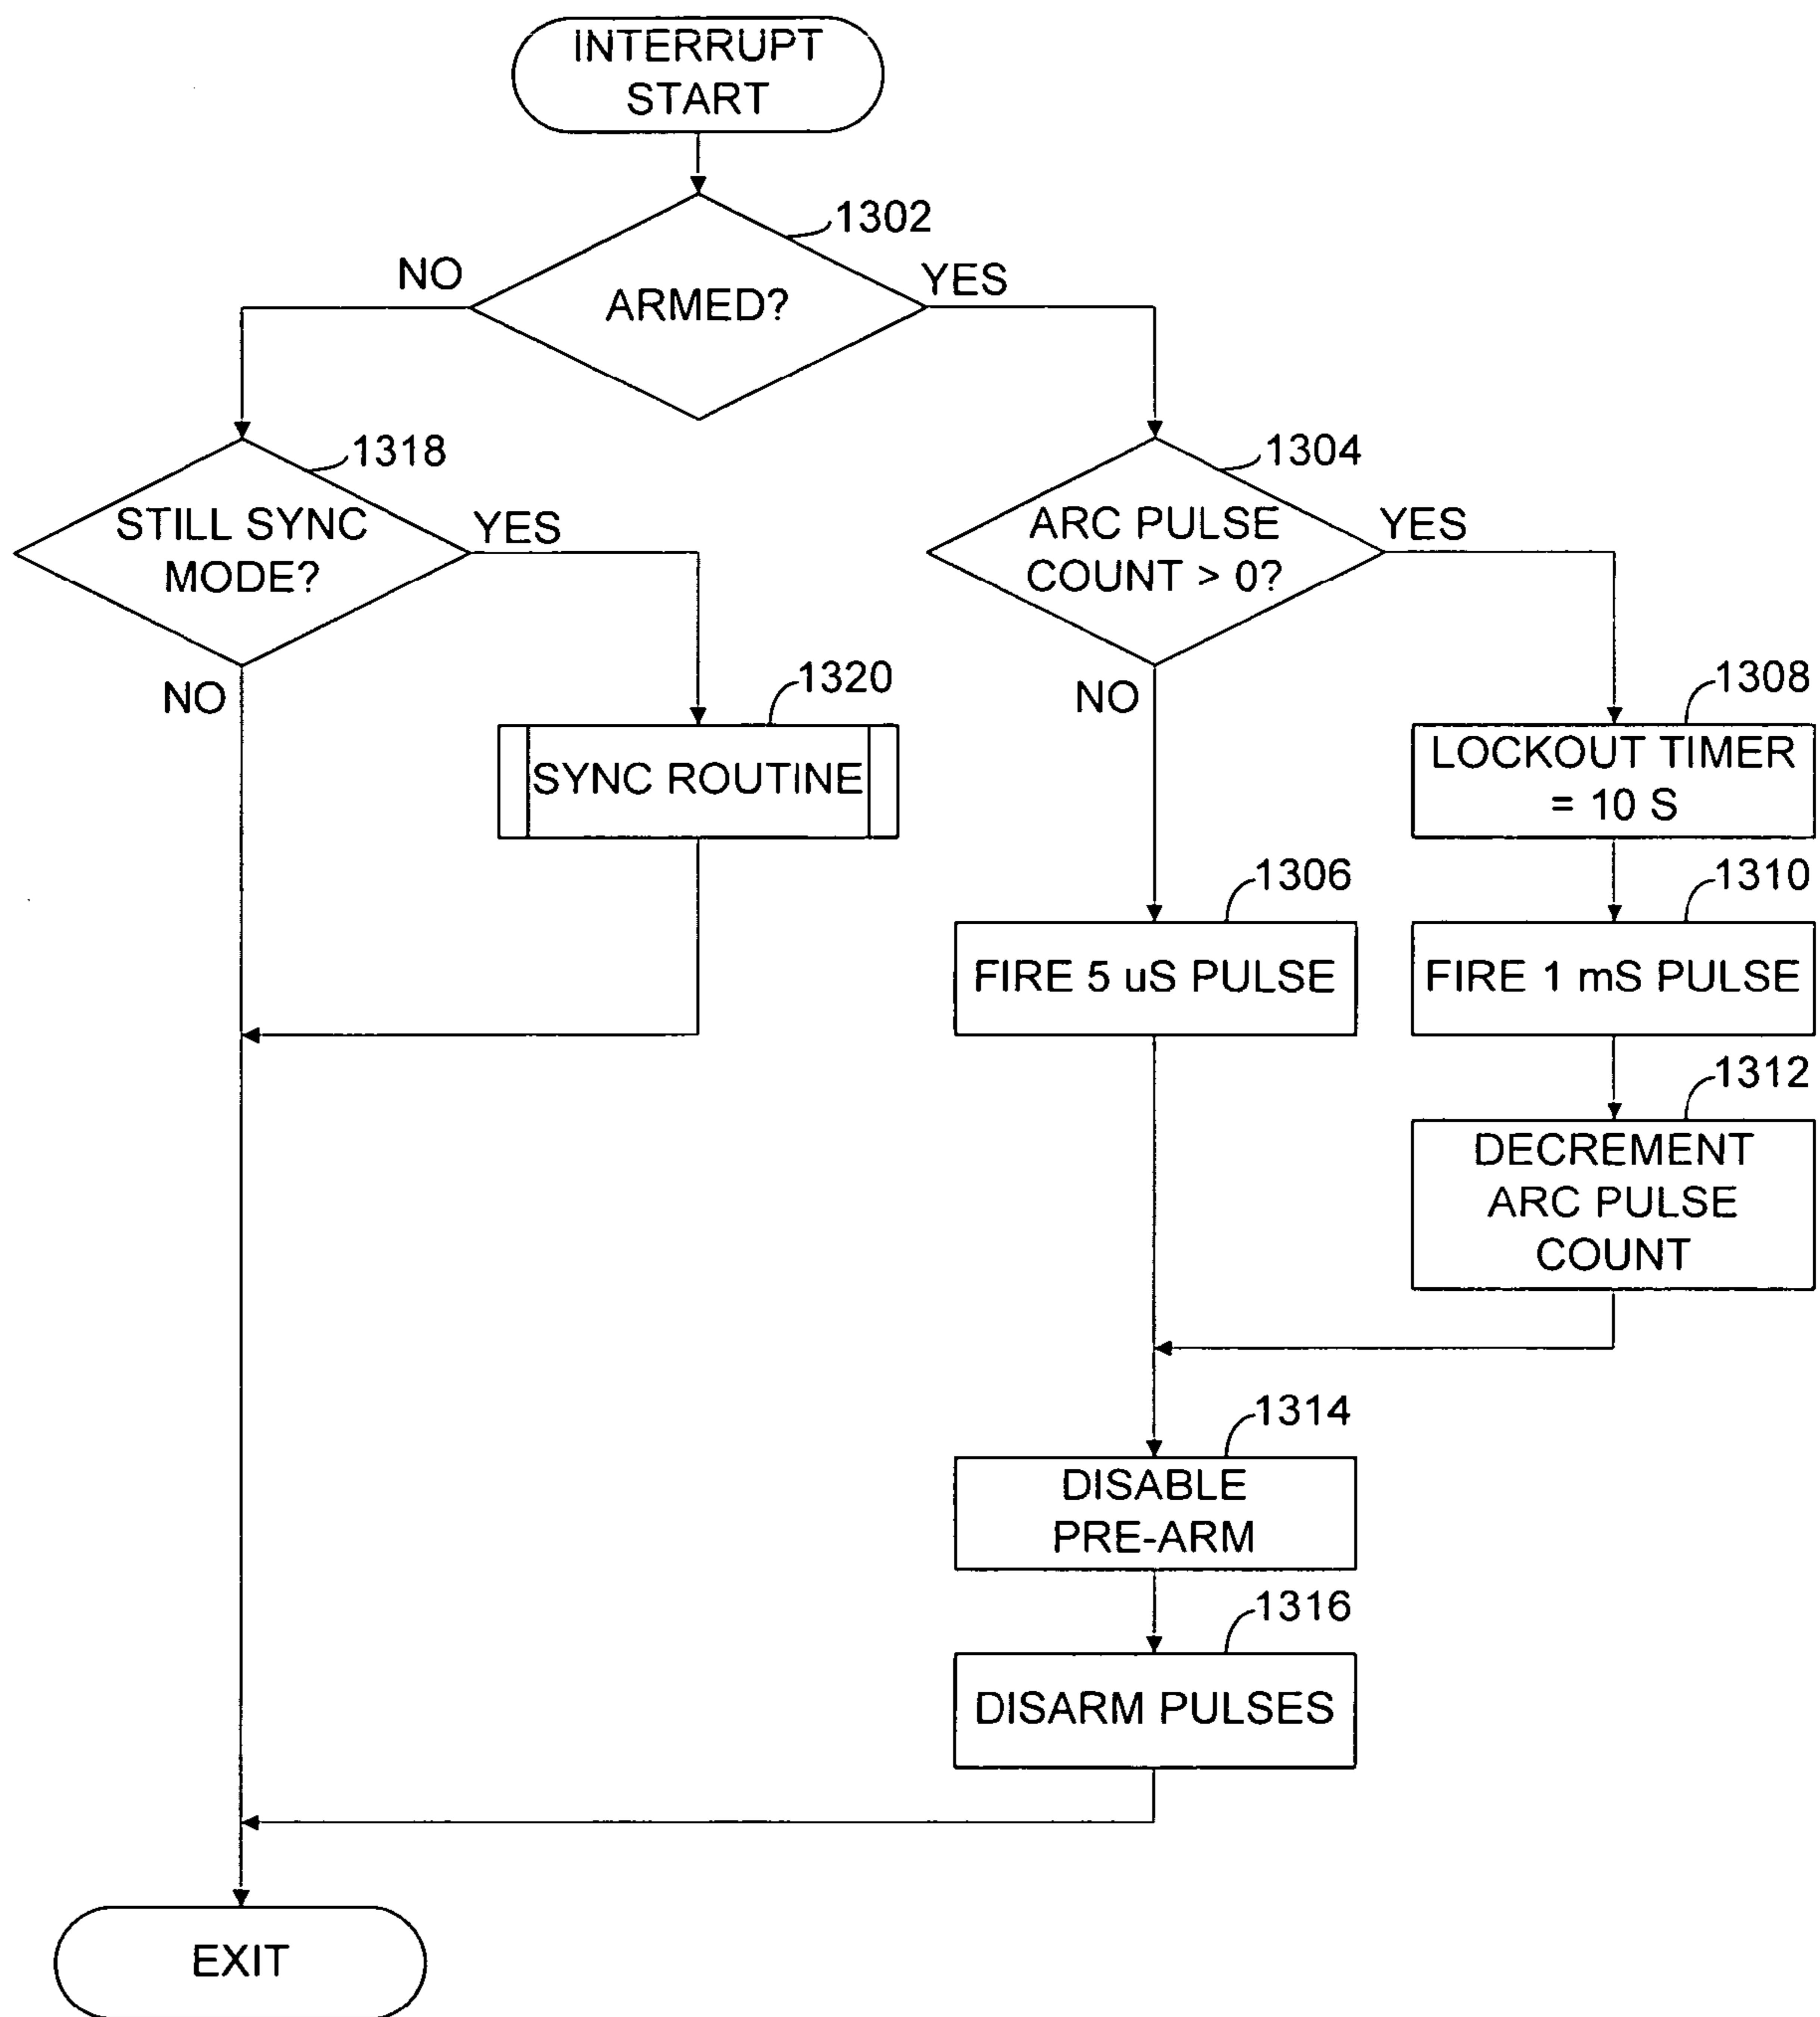 INTERRUPT
START
1302
NO
YES
ARMED?
1318
1304
STILL SYNC
MODE?
YES
ARC PULSE
COUNT > 0?
YES
NO
1320
SYNC ROUTINE
NO
1308
LOCKOUT TIMER
= 10 S
1306
FIRE 5 uS PULSE
1310
FIRE 1 mS PULSE
1312
DECREMENT
ARC PULSE
COUNT
1314
DISABLE
PRE-ARM
1316
DISARM PULSES
EXIT